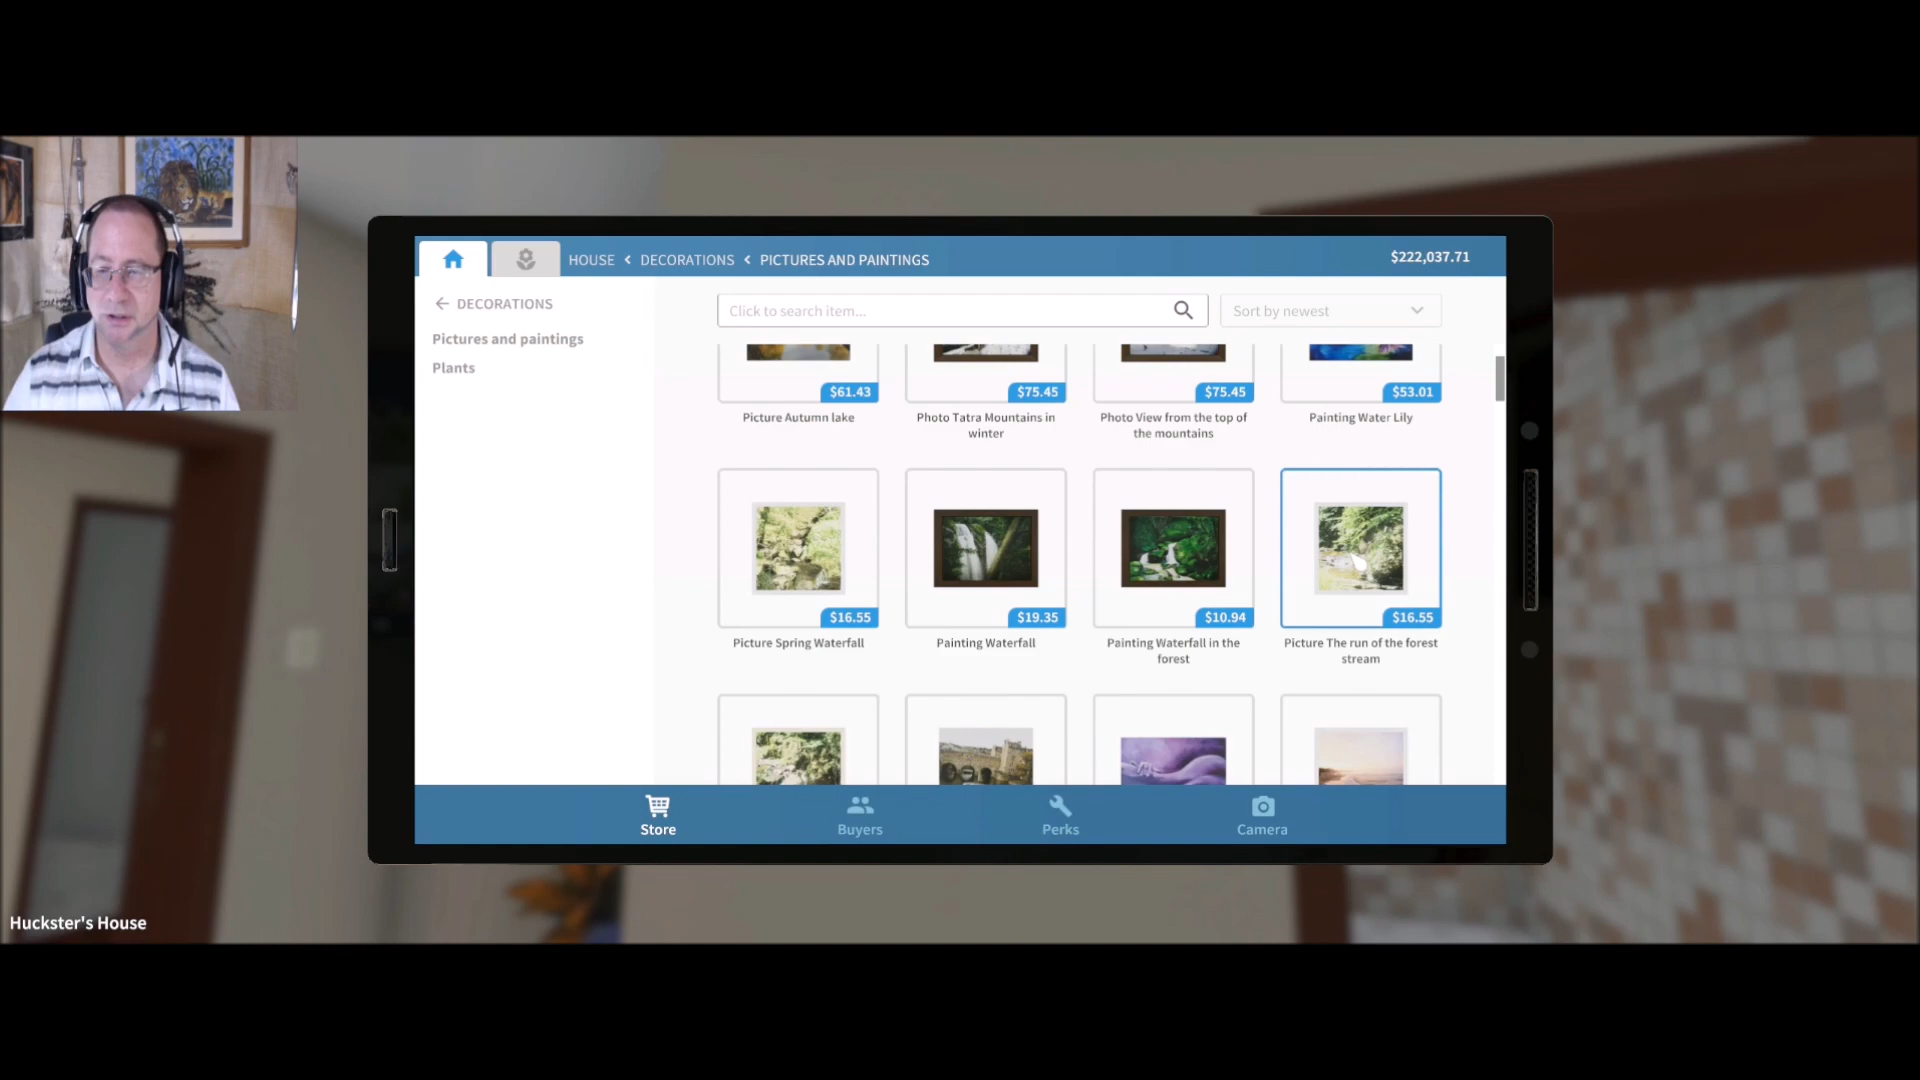 HOUSE < DECORATIONS < PICTURES AND PAINTINGS
$222,037.71
DECORATIONS
Click to search item...
Sort by newest
Pictures and paintings
Plants
$61.43
$75.45
$75.45
$53.01
Picture Autumn lake
Photo Tatra Mountains in
winter
Photo View from the top of
the mountains
Painting Water Lily
$16.55
$19.35
$10.94
$16.55
Picture Spring Waterfall
Painting Waterfall
Painting Waterfall in the
forest
Picture The run of the forest
stream
Store
Buyers
Perks
Camera
Huckster's House